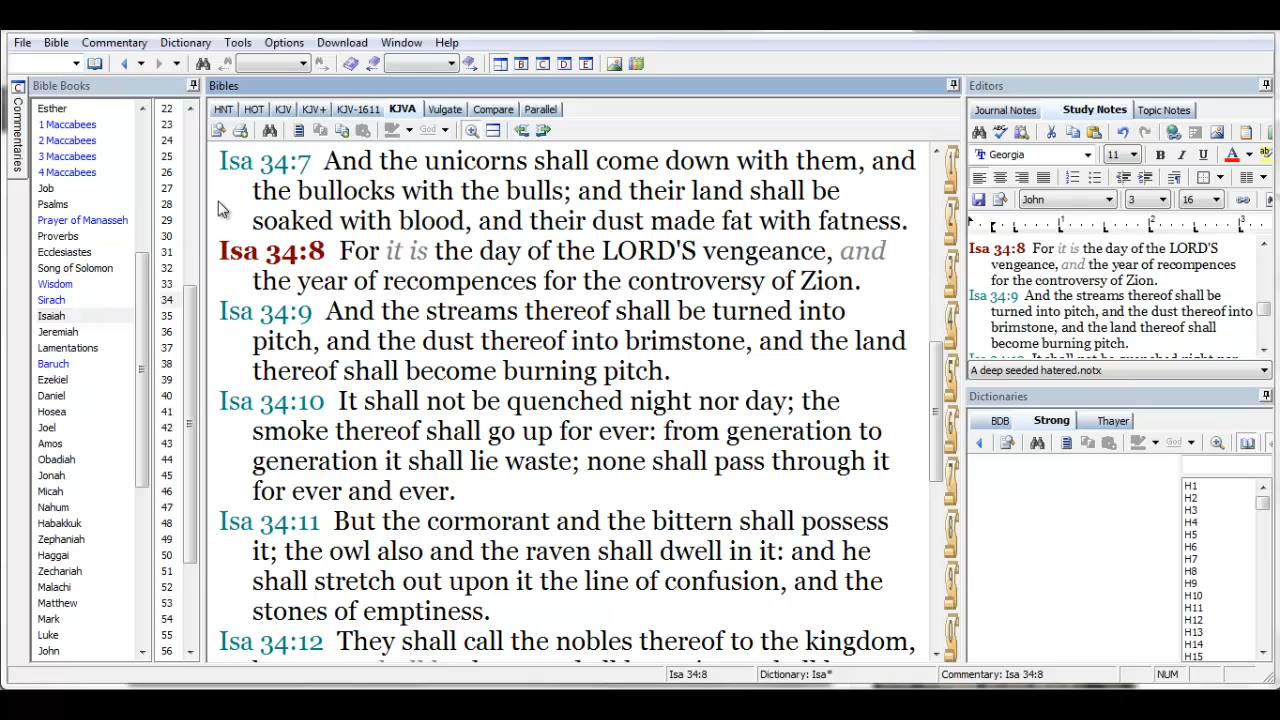 File Bible Commentary Dictionary Tools Options Download Window Help
Bible Books
Bibles
Editors
Commentaries
HNT HOT KJV KJV+ KJV-1611 KJVA Vulgate Compare Parallel
God
Journal Notes Study Notes Topic Notes
Georgia 11 B I U A
John 3 16
Esther 22
1 Maccabees 23
2 Maccabees 24
3 Maccabees 25
4 Maccabees 26
Job 27
Psalms 28
Prayer of Manasseh 29
Proverbs 30
Ecclesiastes 31
Song of Solomon 32
Wisdom 33
Sirach 34
Isaiah 35
Jeremiah 36
Lamentations 37
Baruch 38
Ezekiel 39
Daniel 40
Hosea 41
Joel 42
Amos 43
Obadiah 44
Jonah 45
Micah 46
Nahum 47
Habakkuk 48
Zephaniah 49
Haggai 50
Zechariah 51
Malachi 52
Matthew 53
Mark 54
Luke 55
John 56
Isa 34:7 And the unicorns shall come down with them, and
the bullocks with the bulls; and their land shall be
soaked with blood, and their dust made fat with fatness.
Isa 34:8 For it is the day of the LORD'S vengeance, and
the year of recompences for the controversy of Zion.
Isa 34:9 And the streams thereof shall be turned into
pitch, and the dust thereof into brimstone, and the land
thereof shall become burning pitch.
Isa 34:10 It shall not be quenched night nor day; the
smoke thereof shall go up for ever: from generation to
generation it shall lie waste; none shall pass through it
for ever and ever.
Isa 34:11 But the cormorant and the bittern shall possess
it; the owl also and the raven shall dwell in it: and he
shall stretch out upon it the line of confusion, and the
stones of emptiness.
Isa 34:12 They shall call the nobles thereof to the kingdom,
1
2
3
4
5
6
7
8
9
0
1 2 3
Isa 34:8 For it is the day of the LORD'S
vengeance, and the year of recompences
for the controversy of Zion.
Isa 34:9 And the streams thereof shall be
turned into pitch, and the dust thereof into
brimstone, and the land thereof shall
become burning pitch.
A deep seeded hatered.notx
Dictionaries
BDB Strong Thayer
God
H1
H2
H3
H4
H5
H6
H7
H8
H9
H10
H11
H12
H13
H14
H15
Isa 34:8 Dictionary: Isa* Commentary: Isa 34:8 NUM